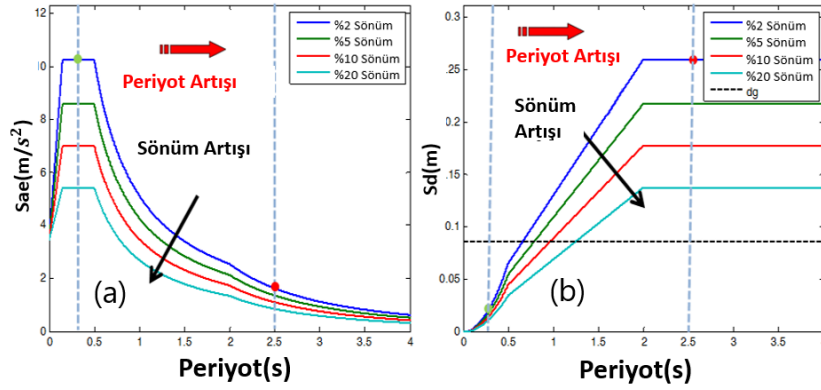 Sae(m/s²)
12
10
8
6
4
2
0
%2 Sönüm
%5 Sönüm
%10 Sönüm
%20 Sönüm
Periyot Artışı
Sönüm Artışı
(a)
0 0.5 1 1.5 2 2.5 3 3.5 4
Periyot(s)
Sd(m)
0.3
0.25
0.2
0.15
0.1
0.05
0
%2 Sönüm
%5 Sönüm
%10 Sönüm
%20 Sönüm
dg
Periyot Artışı
Sönüm
Artışı
(b)
0 0.5 1 1.5 2 2.5 3 3.5
Periyot(s)